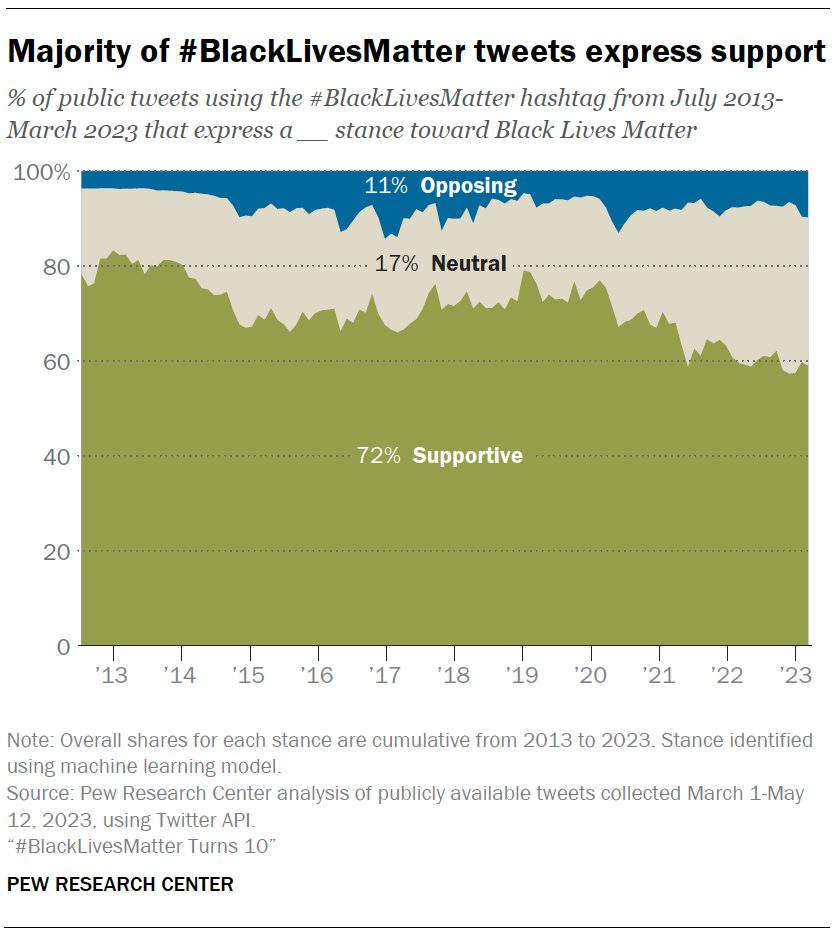 Majority of #BlackLivesMatter tweets express support
% of public tweets using the #BlackLivesMatter hashtag from July 2013-
March 2023 that express a __ stance toward Black Lives Matter
100%
11% Opposing
80
17% Neutral
60
40
72% Supportive
20
0
’13 ’14 ’15 ’16 ’17 ’18 ’19 ’20 ’21 ’22 ’23
Note: Overall shares for each stance are cumulative from 2013 to 2023. Stance identified
using machine learning model.
Source: Pew Research Center analysis of publicly available tweets collected March 1-May
12, 2023, using Twitter API.
“#BlackLivesMatter Turns 10”
PEW RESEARCH CENTER